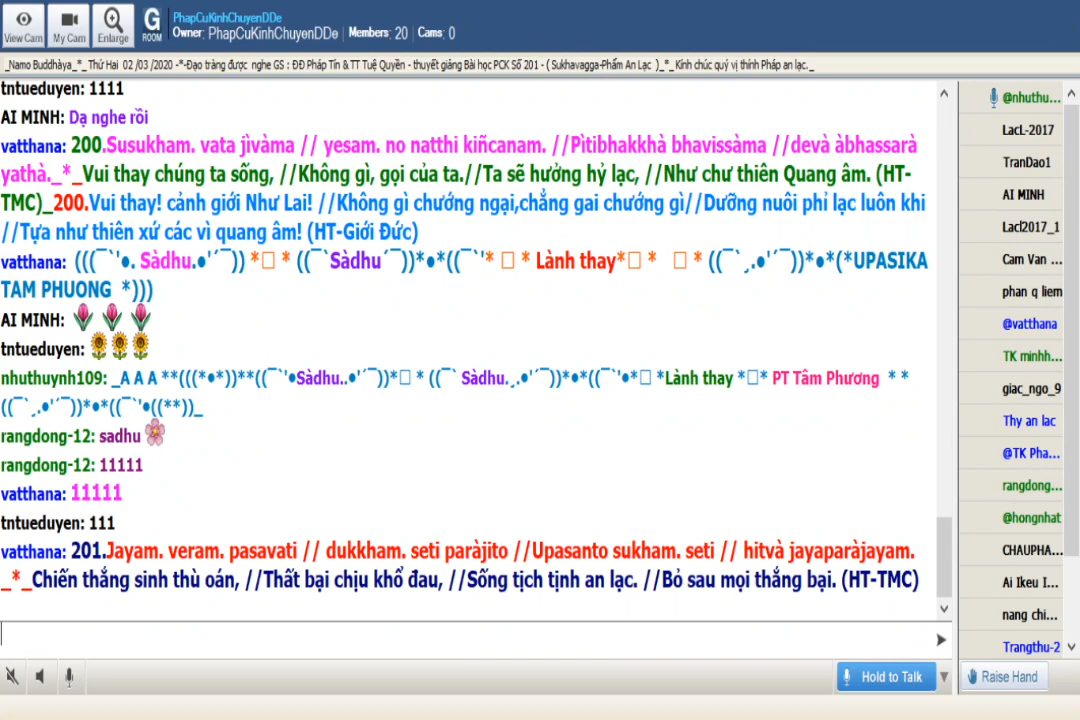 PhapCuKinhChuyenDDe
View Cam My Cam Enlarge G ROOM Owner: PhapCuKinhChuyenDDe | Members: 20 | Cams: 0
_Namo Buddhàya_*_ Thứ Hai 02 /03 /2020 -*-Đạo tràng được nghe GS : ĐĐ Pháp Tín & TT Tuệ Quyền - thuyết giảng Bài học PCK Số 201 - ( Sukhavagga-Phẩm An Lạc )_*_ Kính chúc quý vị thính Pháp an lạc._
tntueduyen: 1111
AI MINH: Dạ nghe rồi
vatthana: 200.Susukham. vata jìvàma // yesam. no natthi kiñcanam. //Pìtibhakkhà bhavissàma //devà àbhassarà
yathà._*_Vui thay chúng ta sống, //Không gì, gọi của ta.//Ta sẽ hưởng hỷ lạc, //Như chư thiên Quang âm. (HT-
TMC)_200.Vui thay! cảnh giới Như Lai! //Không gì chướng ngại,chẳng gai chướng gì//Dưỡng nuôi phỉ lạc luôn khi
//Tựa như thiên xứ các vì quang âm! (HT-Giới Đức)
vatthana: (((¯`'•. Sàdhu.•'´¯)) *□ * ((¯`Sàdhu´¯))*•*((¯`'* □ * Lành thay*□ * □ * ((¯`¸.•'´¯))*•*(*UPASIKA
TAM PHUONG *)))
AI MINH:
tntueduyen:
nhuthuynh109: _A A A **(((*•*))**((¯`'•Sàdhu..•'´¯))*□ * ((¯` Sàdhu.¸.•'´¯))*•*((¯`'•*□ *Lành thay *□* PT Tâm Phương * *
((¯`¸.•'´¯))*•*((¯`'•((**))_
rangdong-12: sadhu
rangdong-12: 11111
vatthana: 11111
tntueduyen: 111
vatthana: 201.Jayam. veram. pasavati // dukkham. seti paràjito //Upasanto sukham. seti // hitvà jayaparàjayam.
_*_Chiến thắng sinh thù oán, //Thất bại chịu khổ đau, //Sống tịch tịnh an lạc. //Bỏ sau mọi thắng bại. (HT-TMC)
Hold to Talk
@nhuthu...
LacL-2017
TranDao1
AI MINH
Lacl2017_1
Cam Van ...
phan q liem
@vatthana
TK minhh...
giac_ngo_9
Thy an lac
@TK Pha...
rangdong...
@hongnhat
CHAUPHA...
Ai Ikeu I...
nang chi...
Trangthu-2
Raise Hand